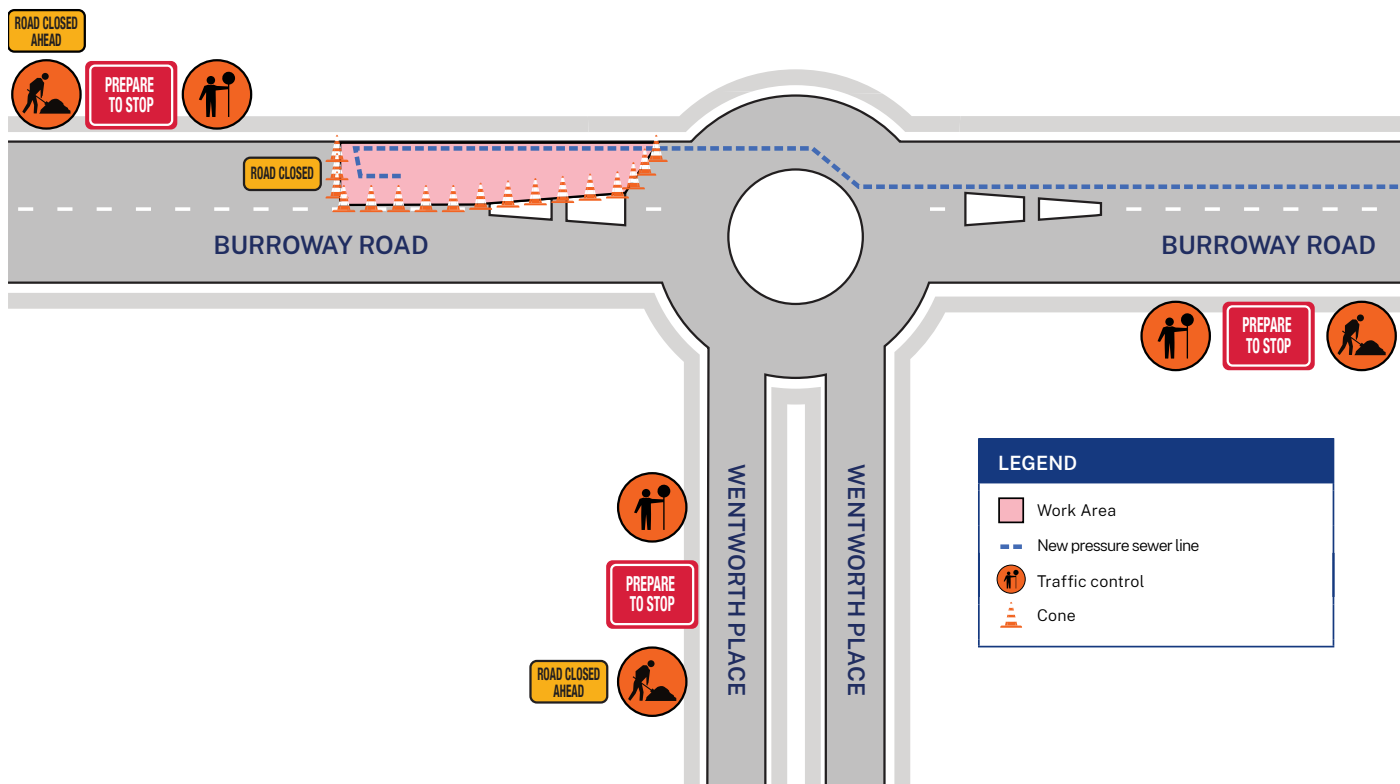 ROAD CLOSED
AHEAD
PREPARE
TO STOP
ROAD CLOSED
BURROWAY ROAD
BURROWAY ROAD
PREPARE
TO STOP
WENTWORTH PLACE
WENTWORTH PLACE
PREPARE
TO STOP
ROAD CLOSED
AHEAD
LEGEND
Work Area
New pressure sewer line
Traffic control
Cone